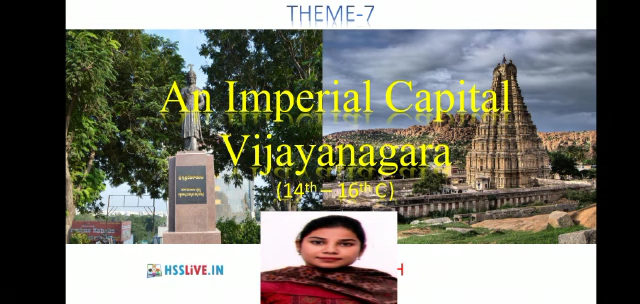 THEME-7
An Imperial Capital
Vijayanagara
(14th – 16th C)
HSSLiVE.IN
H